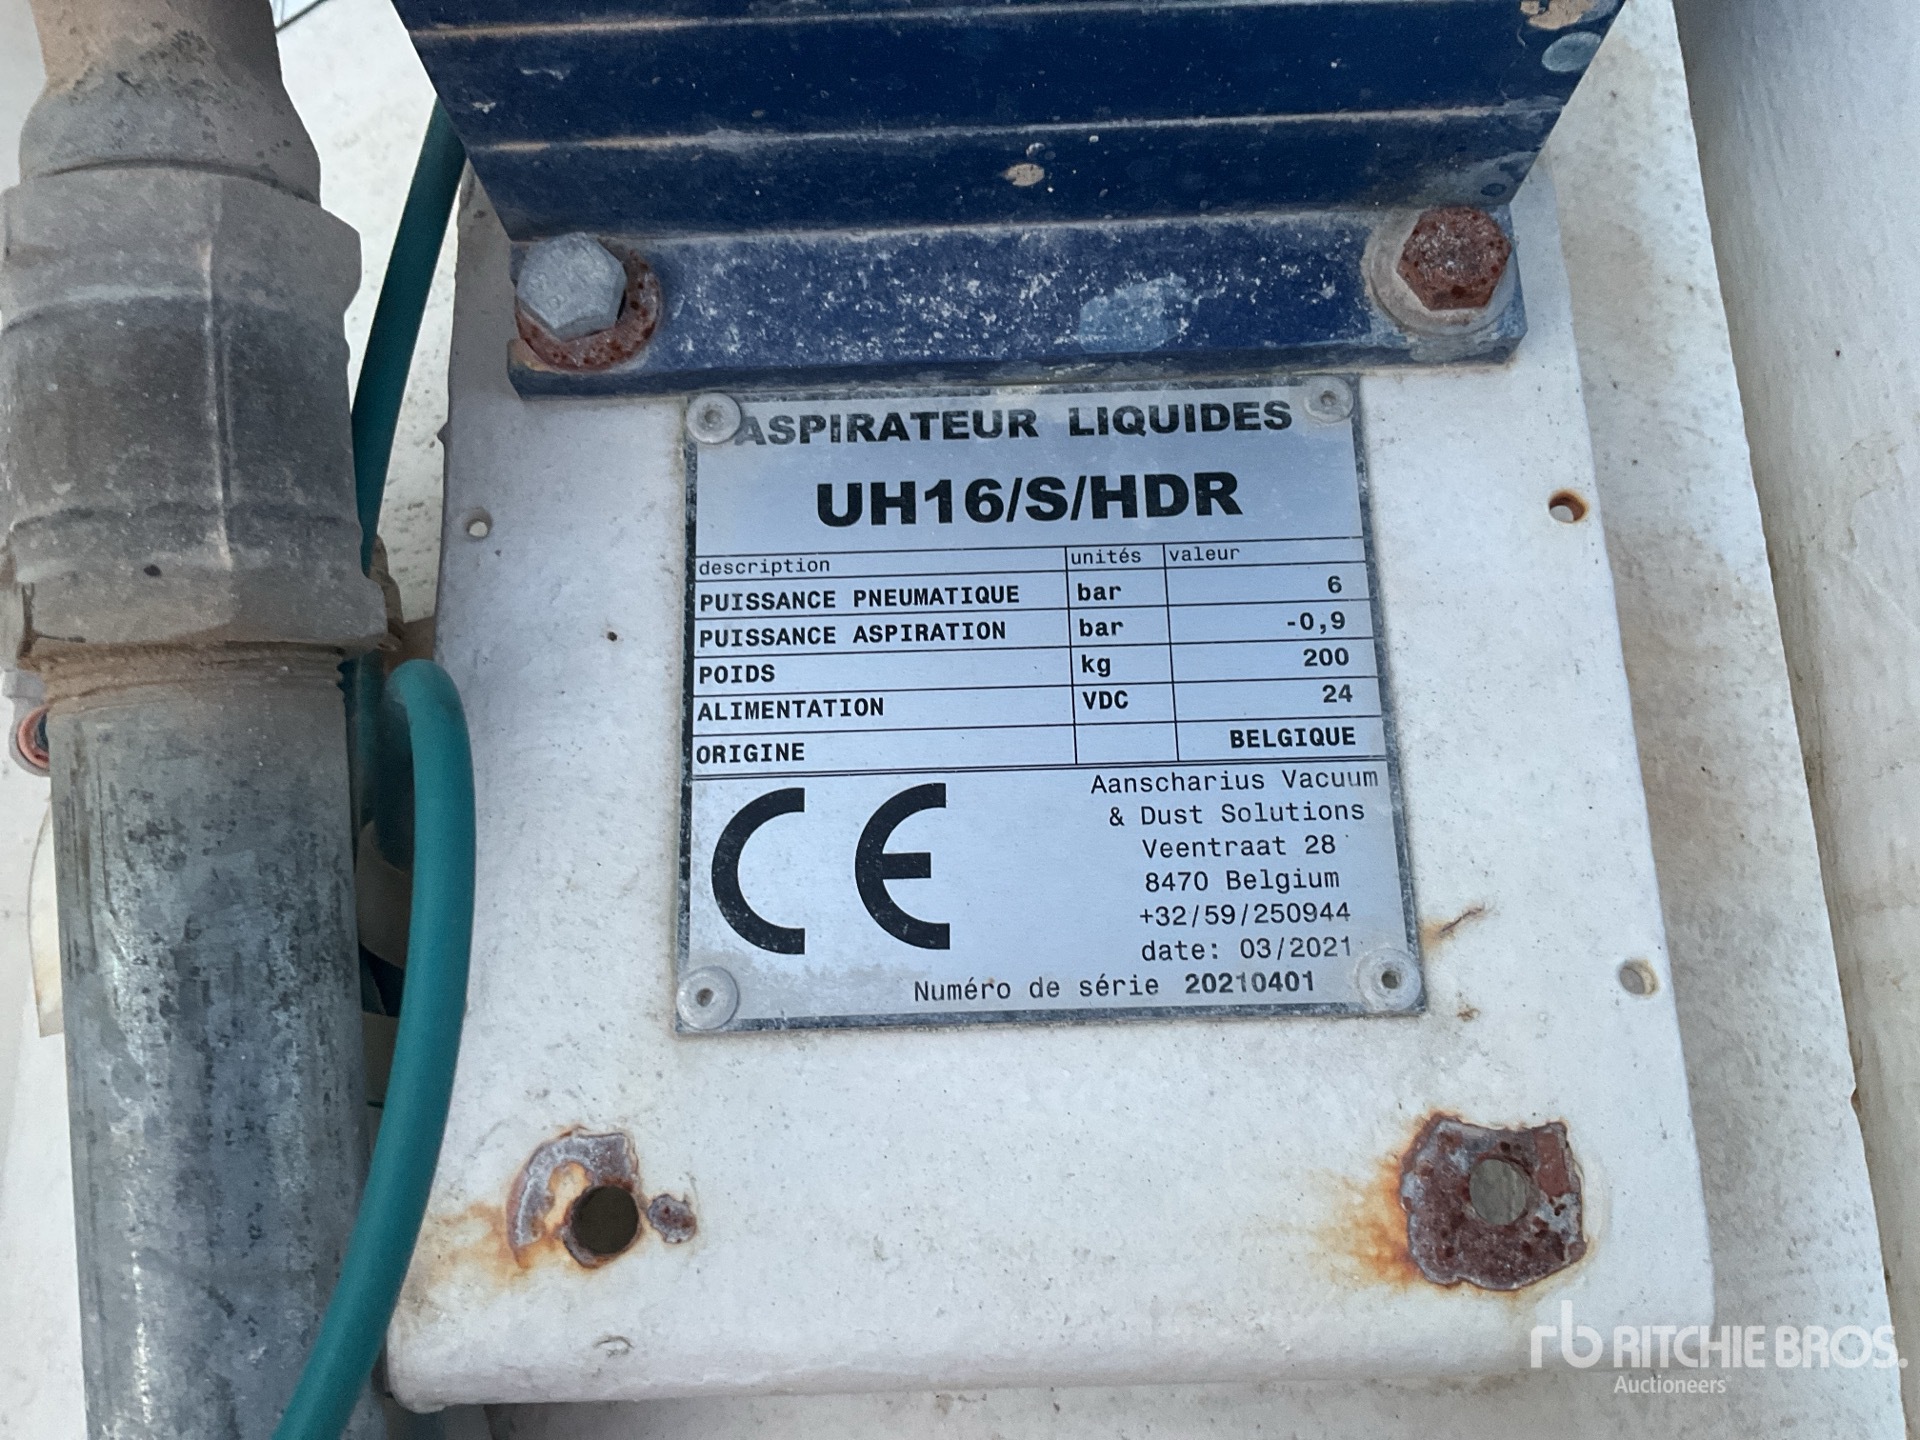 ASPIRATEUR LIQUIDES
UH16/S/HDR
description unités valeur
PUISSANCE PNEUMATIQUE bar 6
PUISSANCE ASPIRATION bar -0,9
POIDS kg 200
ALIMENTATION VDC 24
ORIGINE BELGIQUE
CE
Aanscharius Vacuum
& Dust Solutions
Veentraat 28
8470 Belgium
+32/59/250944
date: 03/2021
Numéro de série 20210401
rb RITCHIE BROS.
Auctioneers